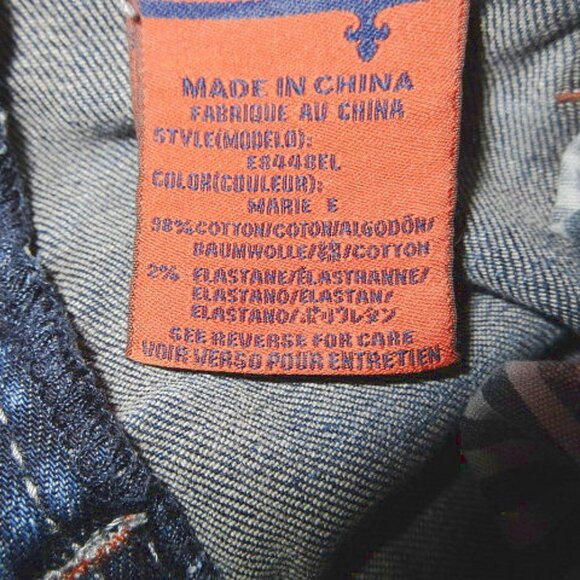 MADE IN CHINA
FABRIQUE AU CHINA
STYLE(MODELO):
E8448EL
COLOR(COULEUR):
MARIE E
98%COTTON/COTON/ALGODÓN/
BAUMWOLLE/綿/COTTON
2% ELASTANE/ÉLASTHANNE/
ELASTANO/ELASTAN/
ELASTANO/ポリウレタン
SEE REVERSE FOR CARE
VOIR VERSO POUR ENTRETIEN